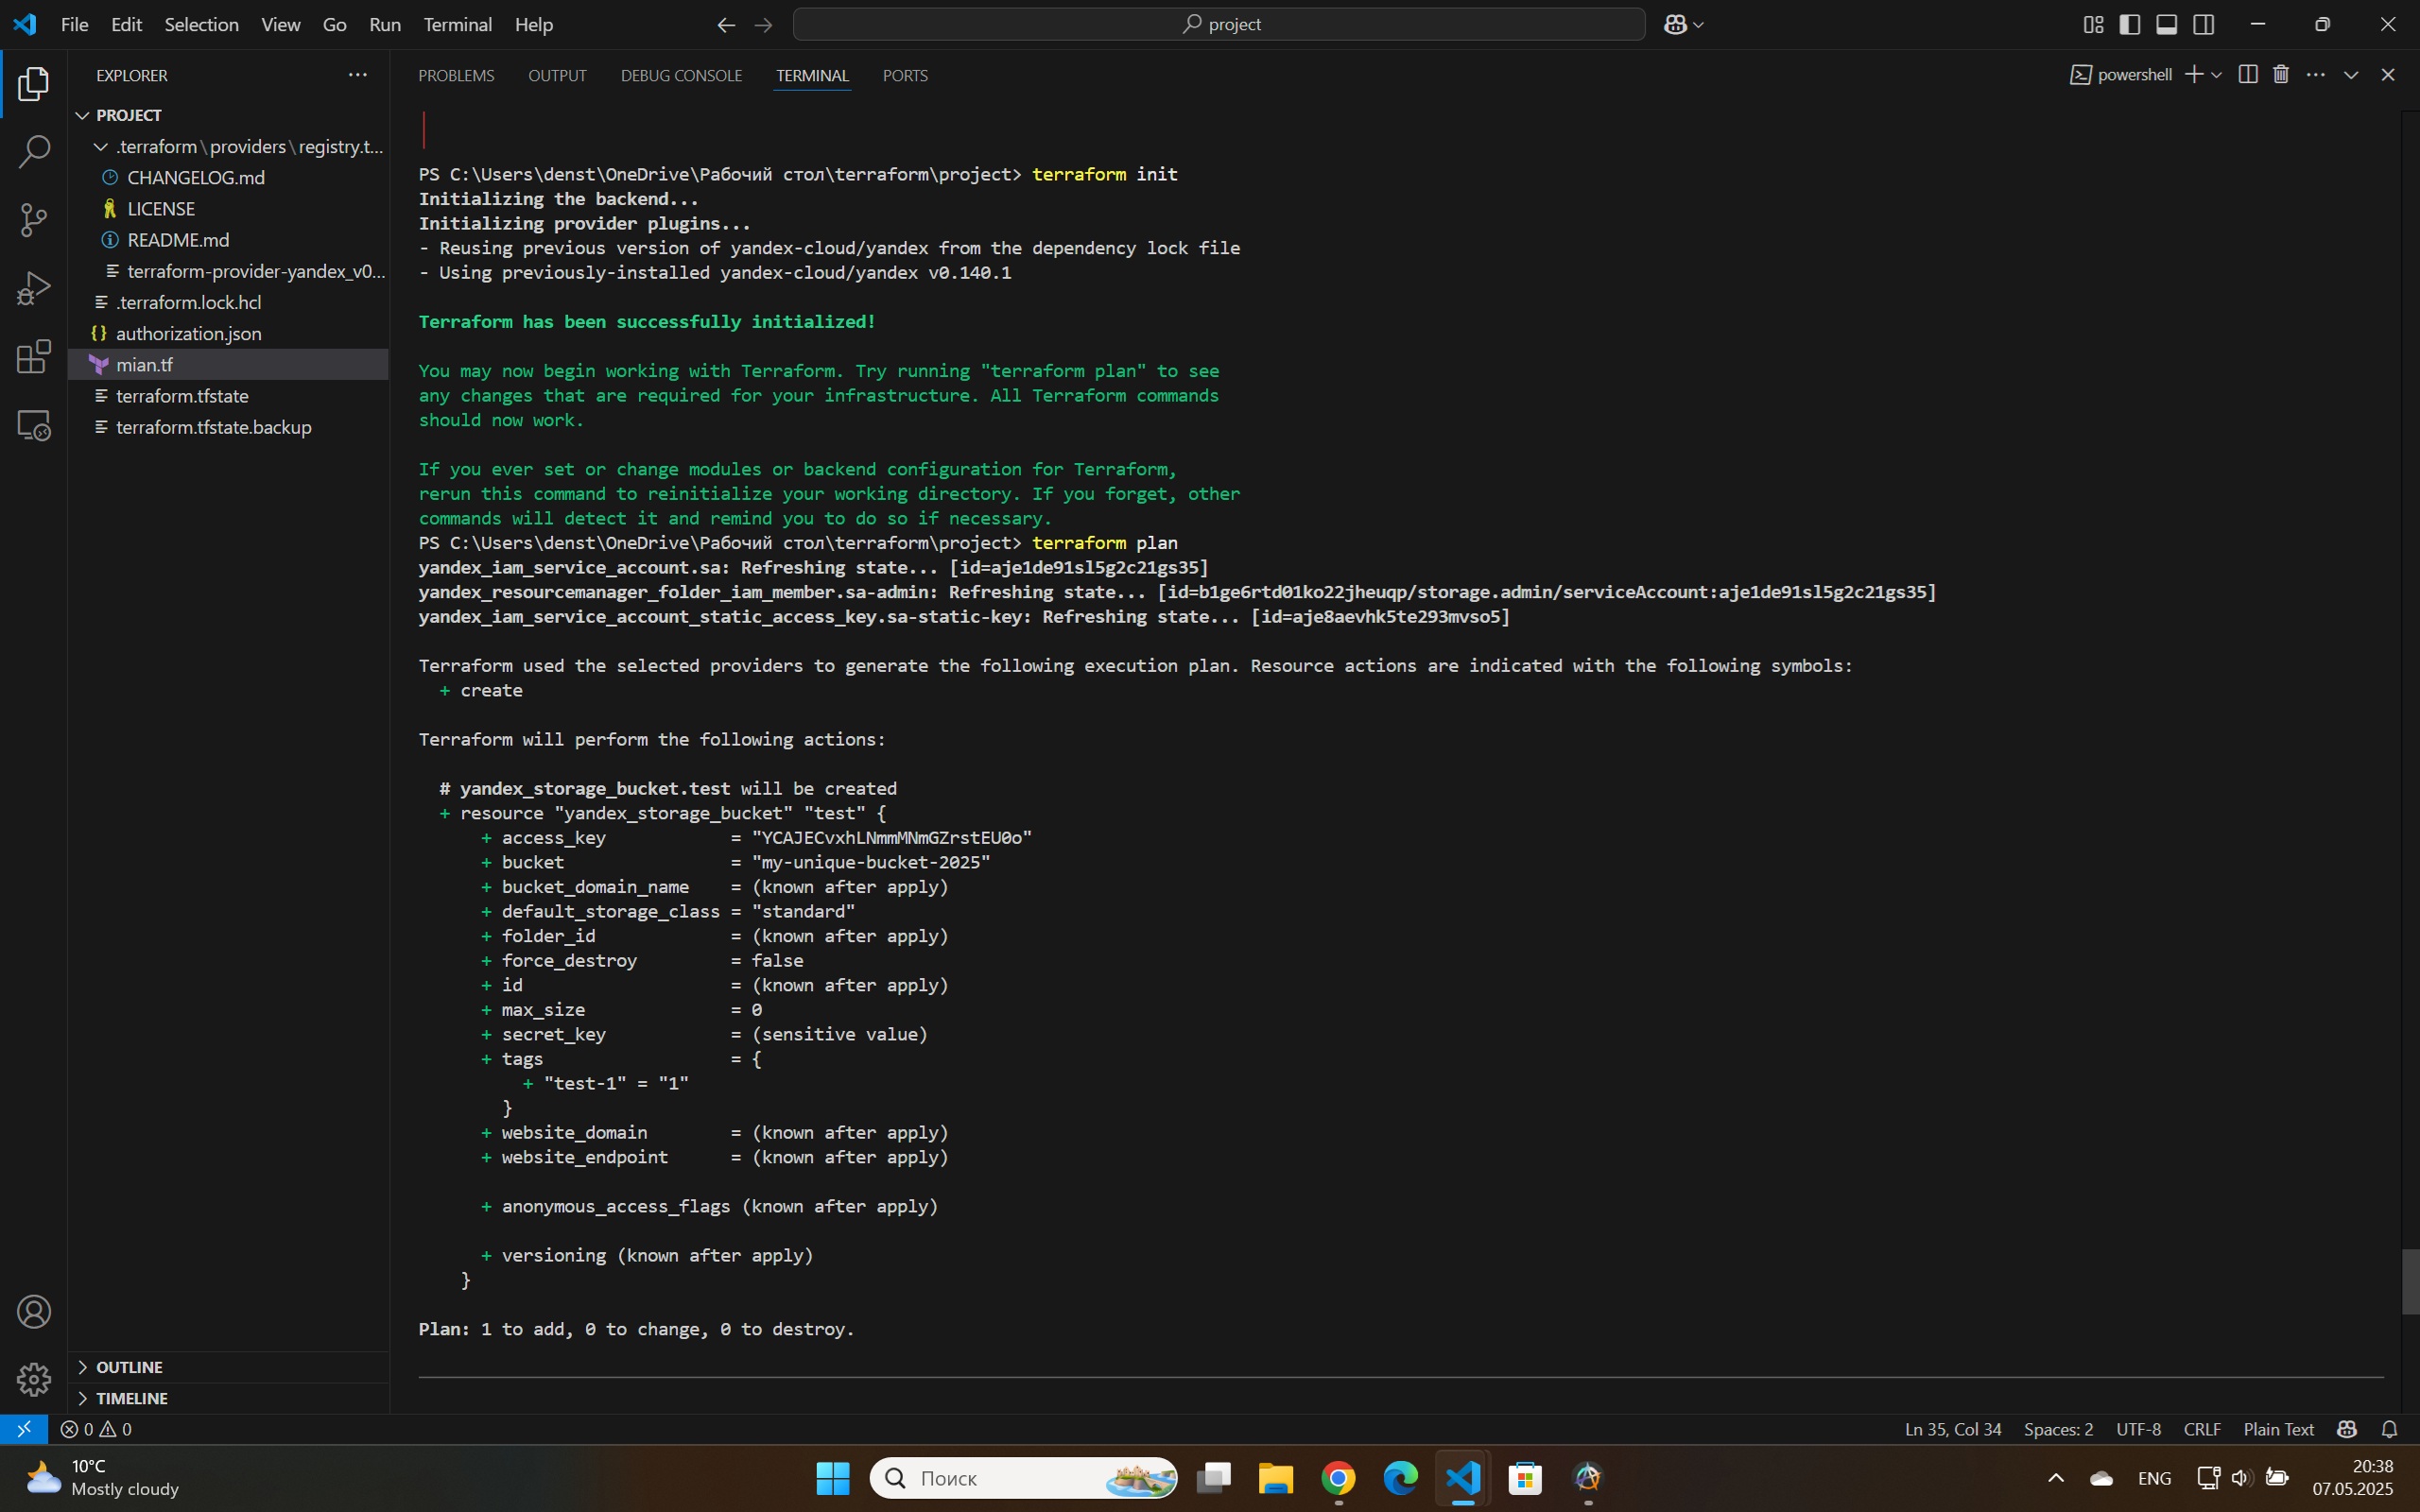 File Edit Selection View Go Run Terminal Help
project
EXPLORER
PROJECT
.terraform\providers\registry.t...
CHANGELOG.md
LICENSE
README.md
terraform-provider-yandex_v0...
.terraform.lock.hcl
authorization.json
mian.tf
terraform.tfstate
terraform.tfstate.backup
OUTLINE
TIMELINE
PROBLEMS OUTPUT DEBUG CONSOLE TERMINAL PORTS
powershell
PS C:\Users\denst\OneDrive\Рабочий стол\terraform\project> terraform init
Initializing the backend...
Initializing provider plugins...
- Reusing previous version of yandex-cloud/yandex from the dependency lock file
- Using previously-installed yandex-cloud/yandex v0.140.1
Terraform has been successfully initialized!
You may now begin working with Terraform. Try running "terraform plan" to see
any changes that are required for your infrastructure. All Terraform commands
should now work.
If you ever set or change modules or backend configuration for Terraform,
rerun this command to reinitialize your working directory. If you forget, other
commands will detect it and remind you to do so if necessary.
PS C:\Users\denst\OneDrive\Рабочий стол\terraform\project> terraform plan
yandex_iam_service_account.sa: Refreshing state... [id=aje1de91sl5g2c21gs35]
yandex_resourcemanager_folder_iam_member.sa-admin: Refreshing state... [id=b1ge6rtd01ko22jheuqp/storage.admin/serviceAccount:aje1de91sl5g2c21gs35]
yandex_iam_service_account_static_access_key.sa-static-key: Refreshing state... [id=aje8aevhk5te293mvso5]
Terraform used the selected providers to generate the following execution plan. Resource actions are indicated with the following symbols:
+ create
Terraform will perform the following actions:
# yandex_storage_bucket.test will be created
+ resource "yandex_storage_bucket" "test" {
+ access_key = "YCAJECvxhLNmmMNmGZrstEU0o"
+ bucket = "my-unique-bucket-2025"
+ bucket_domain_name = (known after apply)
+ default_storage_class = "standard"
+ folder_id = (known after apply)
+ force_destroy = false
+ id = (known after apply)
+ max_size = 0
+ secret_key = (sensitive value)
+ tags = {
+ "test-1" = "1"
}
+ website_domain = (known after apply)
+ website_endpoint = (known after apply)
+ anonymous_access_flags (known after apply)
+ versioning (known after apply)
}
Plan: 1 to add, 0 to change, 0 to destroy.
0 0
Ln 35, Col 34 Spaces: 2 UTF-8 CRLF Plain Text
10°C
Mostly cloudy
Поиск
ENG
20:38
07.05.2025